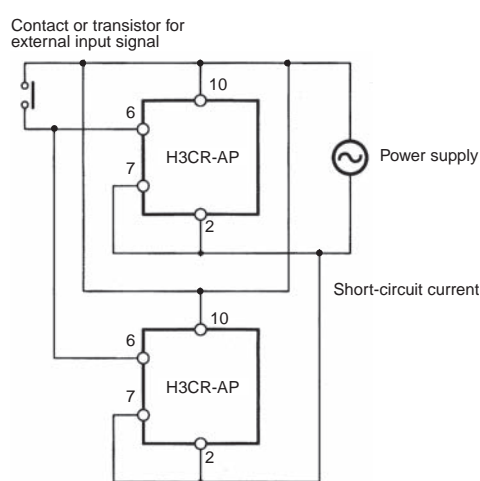 Contact or transistor for
external input signal
10
6
H3CR-AP
7
2
Power supply
Short-circuit current
10
6
H3CR-AP
7
2